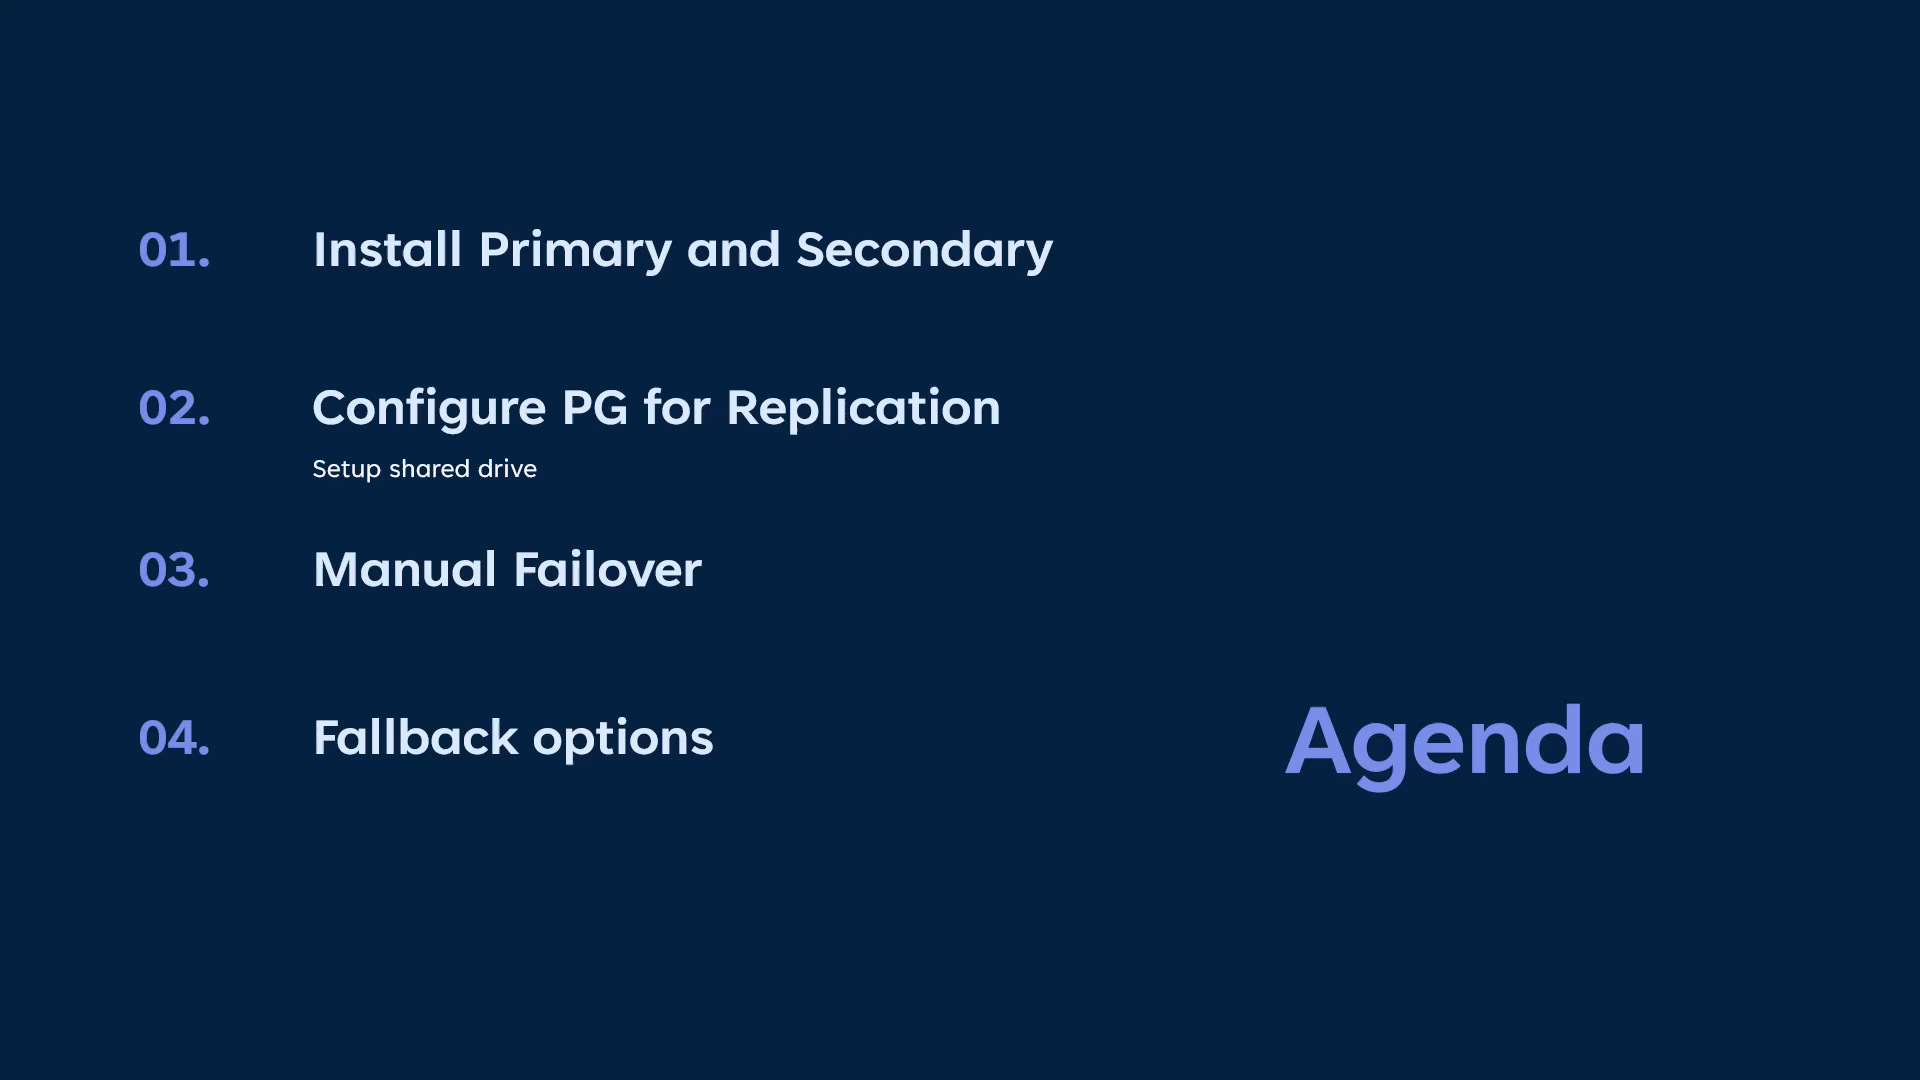 01. Install Primary and Secondary
02. Configure PG for Replication
Setup shared drive
03. Manual Failover
04. Fallback options
Agenda